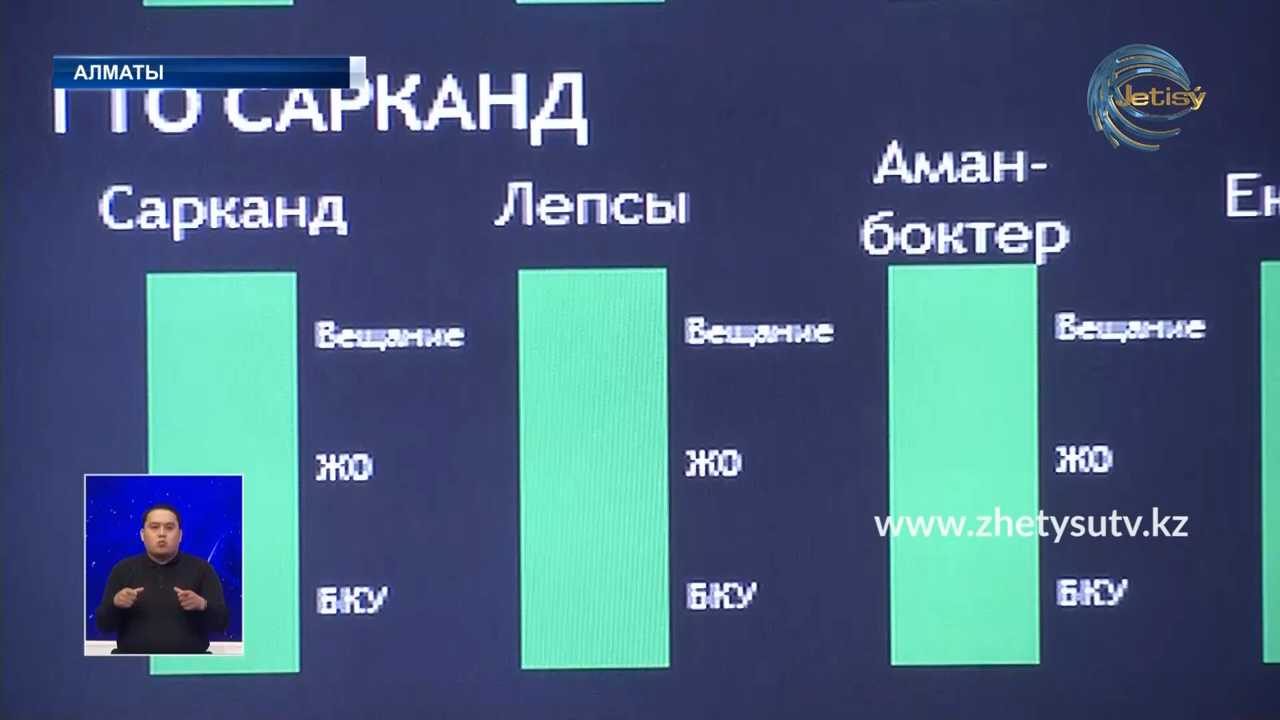 АЛМАТЫ
Jetisý
САРКАНД
Сарканд
Лепсы
Аман-
боктер
Ен
Вещание
Вещание
Вещание
ЖО
ЖО
ЖО
www.zhetysutv.kz
БКУ
БКУ
БКУ